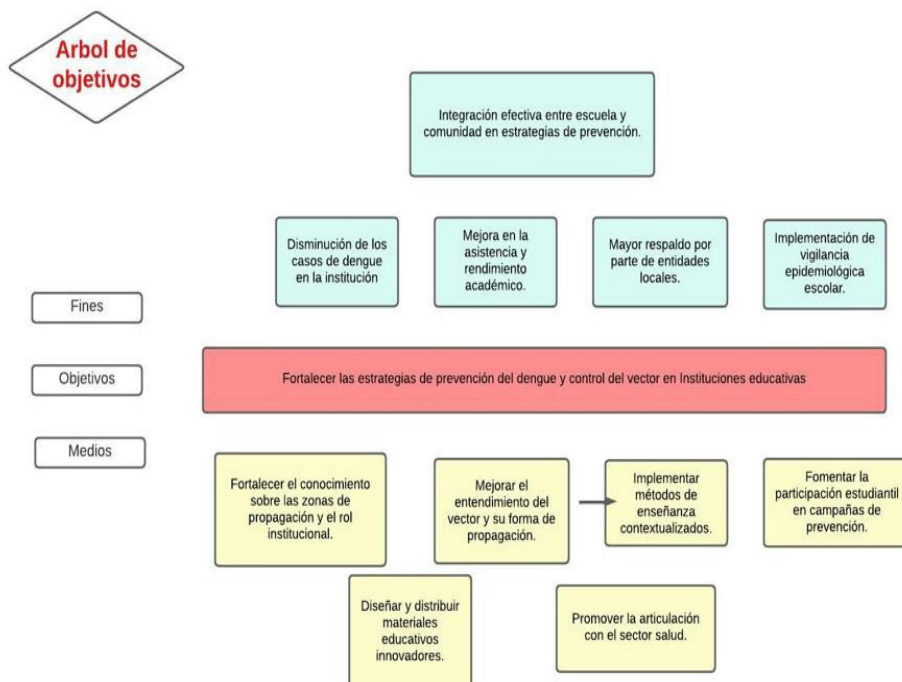 Arbol de
objetivos
Integración efectiva entre escuela y
comunidad en estrategias de prevención.
Disminución de los
casos de dengue
en la institución
Mejora en la
asistencia y
rendimiento
académico.
Mayor respaldo por
parte de entidades
locales.
Implementación de
vigilancia
epidemiológica
escolar.
Fines
Objetivos
Fortalecer las estrategias de prevención del dengue y control del vector en Instituciones educativas
Medios
Fortalecer el conocimiento
sobre las zonas de
propagación y el rol
institucional.
Mejorar el
entendimiento del
vector y su forma de
propagación.
Implementar
métodos de
enseñanza
contextualizados.
Fomentar la
participación estudiantil
en campañas de
prevención.
Diseñar y distribuir
materiales
educativos
innovadores.
Promover la articulación
con el sector salud.